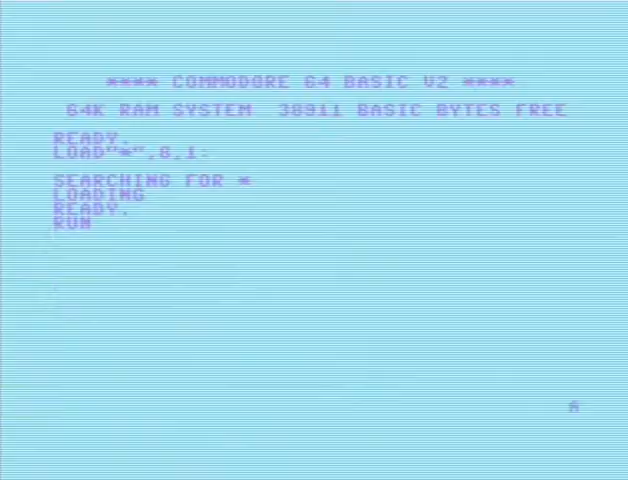 **** COMMODORE 64 BASIC V2 ****
64K RAM SYSTEM  38911 BASIC BYTES FREE
READY.
LOAD"*",8,1:
SEARCHING FOR *
LOADING
READY.
RUN